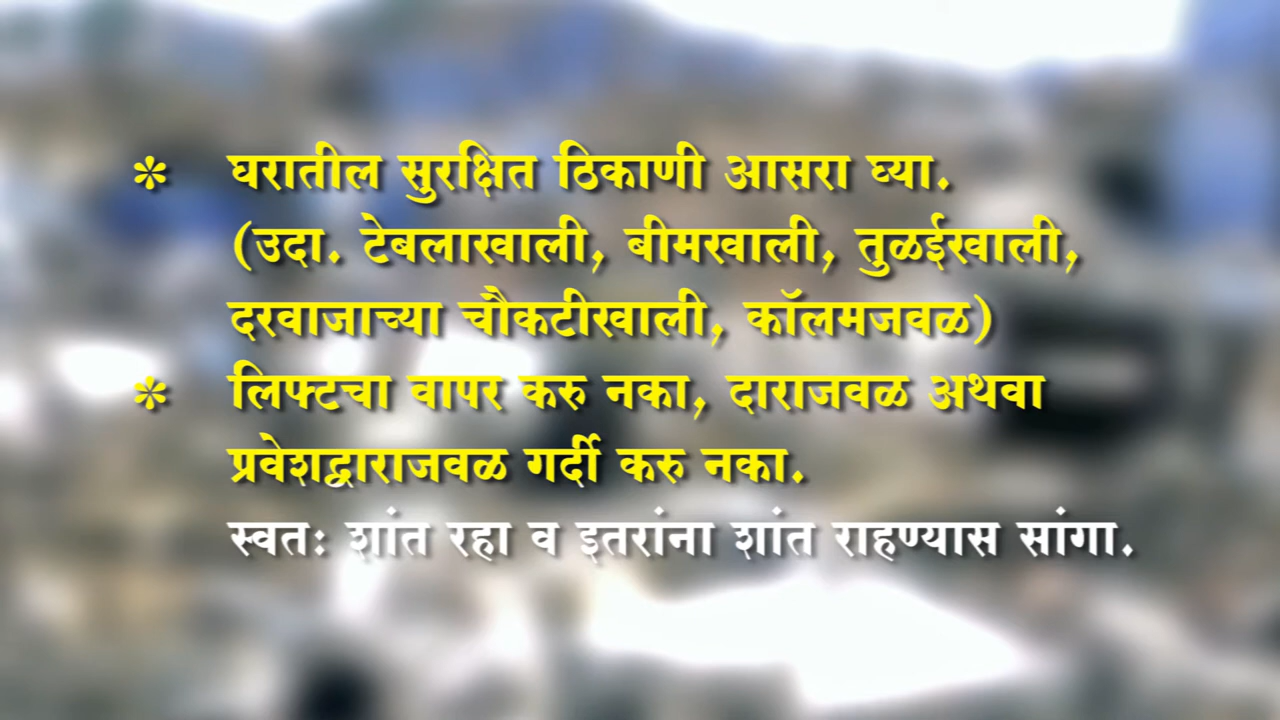 * घरातील सुरक्षित ठिकाणी आसरा घ्या.
(उदा. टेबलाखाली, बीमखाली, तुळईखाली,
दरवाजाच्या चौकटीखाली, कॉलमजवळ)
* लिफ्टचा वापर करु नका, दाराजवळ अथवा
प्रवेशद्वाराजवळ गर्दी करु नका.
स्वतः शांत रहा व इतरांना शांत राहण्यास सांगा.